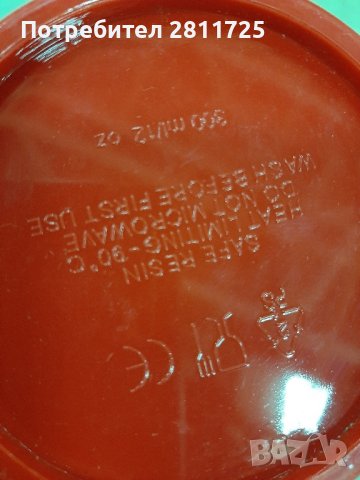 Потребител 2811725
SAFE RESIN
HEAT LIMITING - 90°C
DO NOT MICROWAVE
WASH BEFORE FIRST USE
350 ml/12 oz
CE
BAZAR